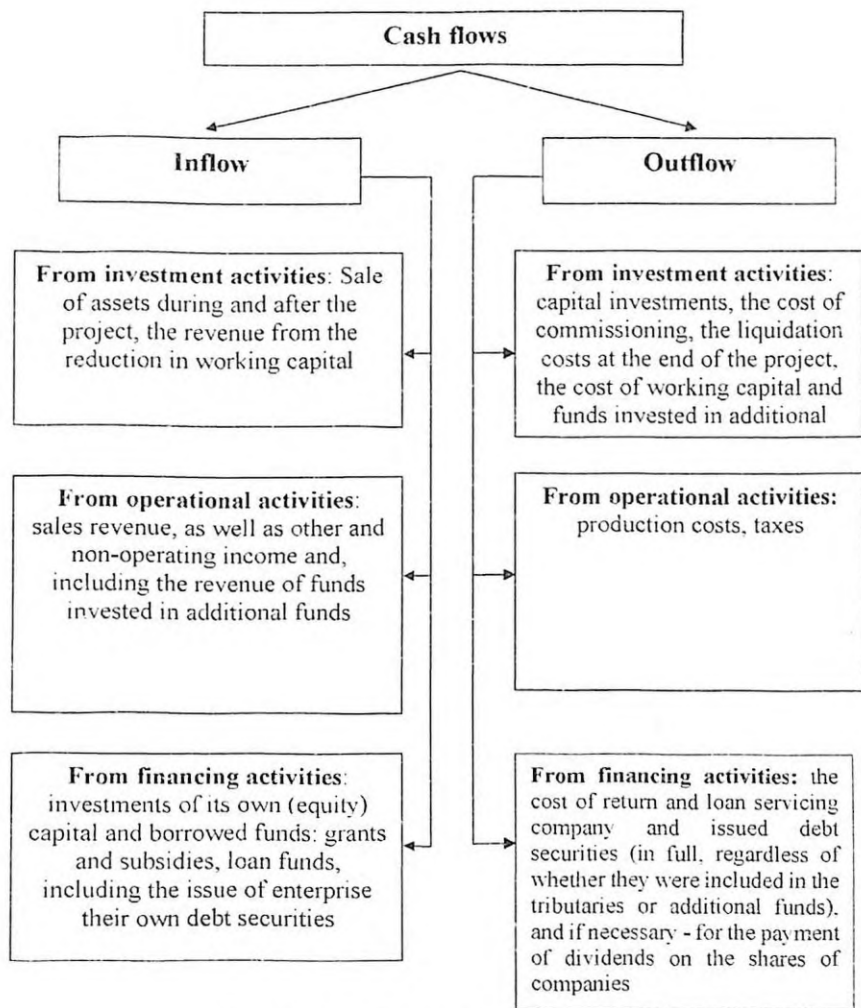 Cash flows
Inflow
Outflow
From investment activities: Sale
of assets during and after the
project, the revenue from the
reduction in working capital
From investment activities:
capital investments, the cost of
commissioning, the liquidation
costs at the end of the project,
the cost of working capital and
funds invested in additional
From operational activities:
sales revenue, as well as other and
non-operating income and,
including the revenue of funds
invested in additional funds
From operational activities:
production costs, taxes
From financing activities:
investments of its own (equity)
capital and borrowed funds: grants
and subsidies, loan funds,
including the issue of enterprise
their own debt securities
From financing activities: the
cost of return and loan servicing
company and issued debt
securities (in full, regardless of
whether they were included in the
tributaries or additional funds),
and if necessary - for the payment
of dividends on the shares of
companies